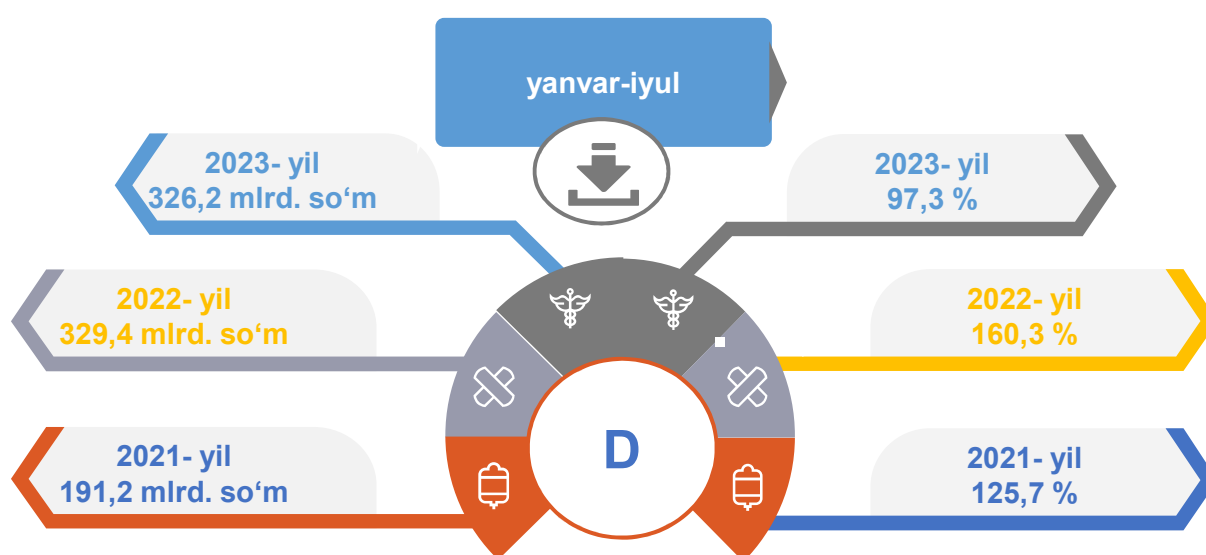 yanvar-iyul
2023- yil
326,2 mlrd. so‘m
2023- yil
97,3 %
2022- yil
329,4 mlrd. so‘m
2022- yil
160,3 %
2021- yil
191,2 mlrd. so‘m
2021- yil
125,7 %
D